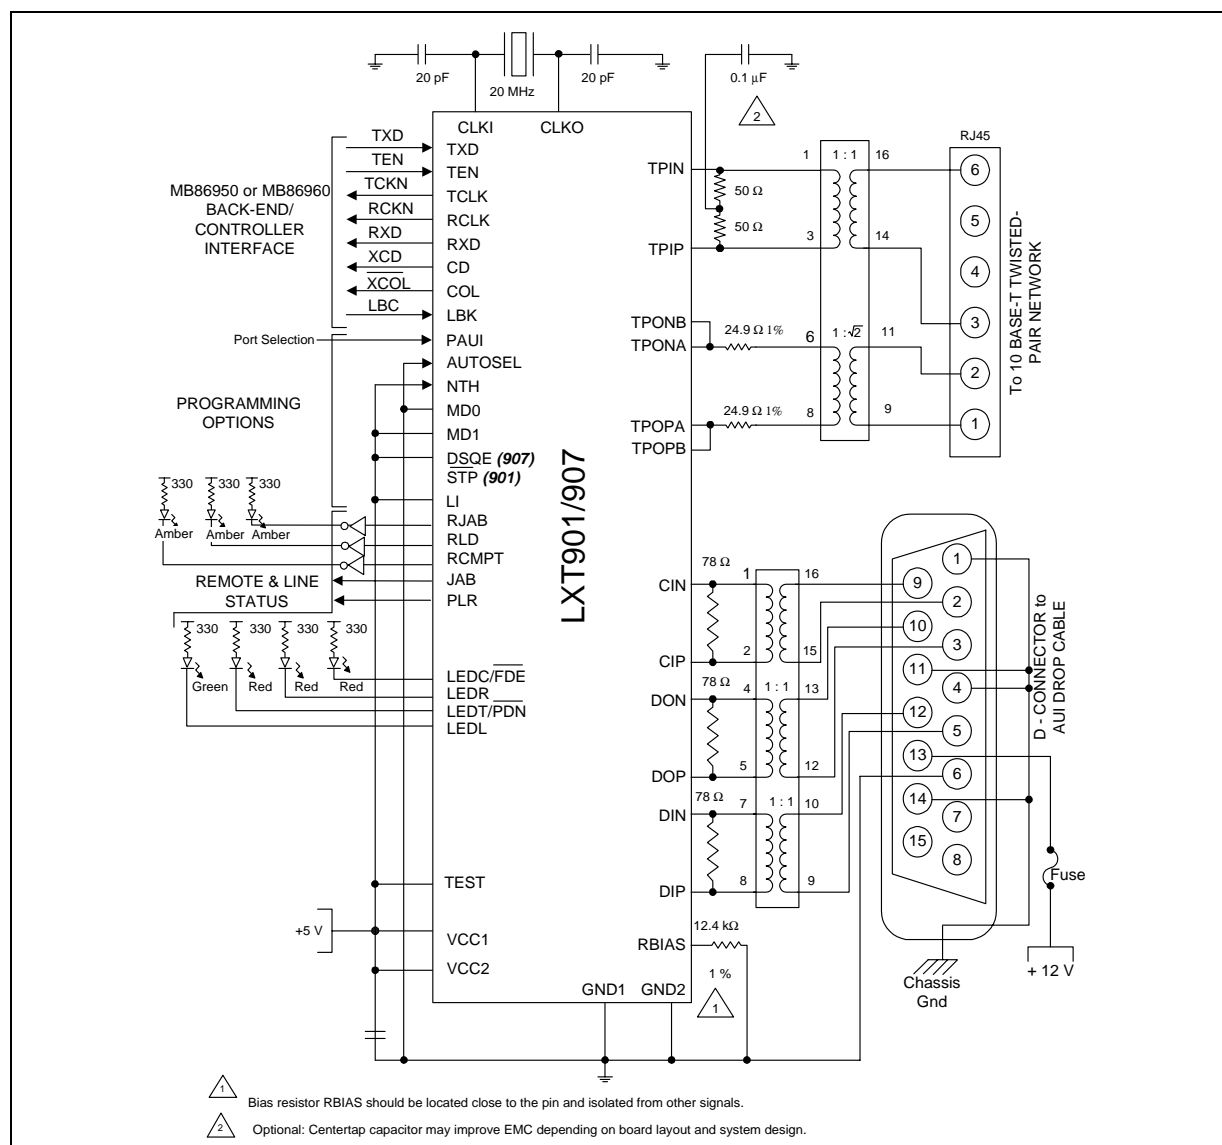 20 pF
20 MHz
20 pF
0.1 µF
2
CLKI
CLKO
MB86950 or MB86960
BACK-END/
CONTROLLER
INTERFACE
TXD
TEN
TCKN
RCKN
RXD
XCD
XCOL
LBC
TXD
TEN
TCLK
RCLK
RXD
CD
COL
LBK
Port Selection
PROGRAMMING
OPTIONS
PAUI
AUTOSEL
NTH
MD0
MD1
DSQE (907)
STP (901)
LI
330
330
330
Amber
Amber
Amber
RJAB
RLD
RCMPT
JAB
PLR
REMOTE & LINE
STATUS
330
330
330
330
Green
Red
Red
Red
LEDC/FDE
LEDR
LEDT/PDN
LEDL
TEST
+5 V
VCC1
VCC2
LXT901/907
GND1
GND2
TPIN
50 Ω
50 Ω
TPIP
TPONB
TPONA
24.9 Ω 1%
TPOPA
24.9 Ω 1%
TPOPB
1
1 : 1
16
3
14
6
1 : √2
11
8
9
RJ45
6
5
4
3
2
1
To 10 BASE-T TWISTED-
PAIR NETWORK
CIN
78 Ω
CIP
DON
78 Ω
DOP
DIN
78 Ω
DIP
1
16
2
15
4
1 : 1
13
5
12
7
1 : 1
10
8
9
RBIAS
12.4 kΩ
1 %
1
1
9
2
10
3
11
4
12
5
13
6
14
7
15
8
D - CONNECTOR to
AUI DROP CABLE
Fuse
+ 12 V
Chassis
Gnd
1
Bias resistor RBIAS should be located close to the pin and isolated from other signals.
2
Optional: Centertap capacitor may improve EMC depending on board layout and system design.